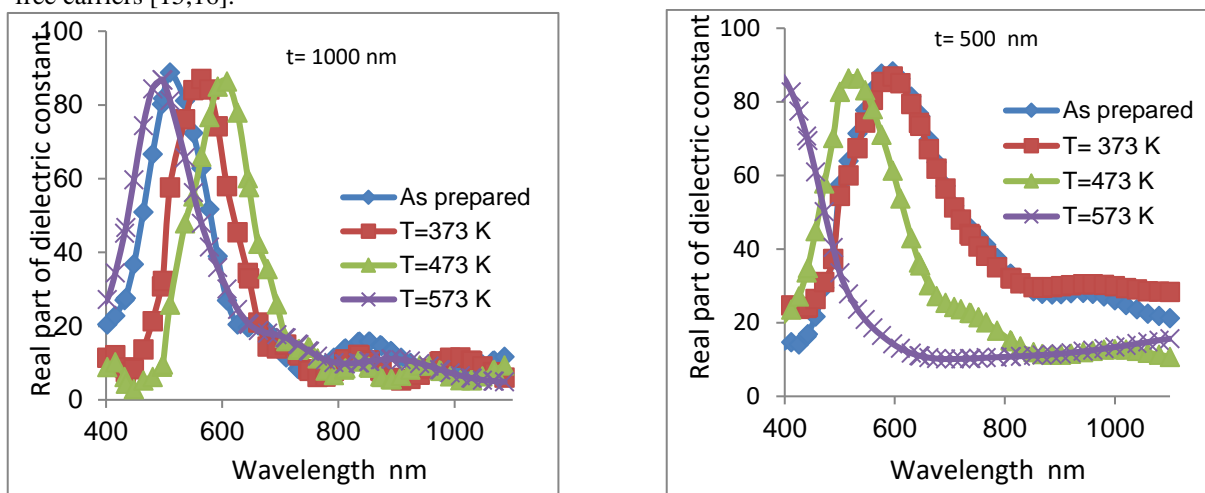 free carriers [15,16].
t= 1000 nm
Real part of dielectric constant
100
80
60
40
20
0
As prepared
T=373 K
T=473 K
T=573 K
400 600 800 1000
Wavelength nm
t= 500 nm
Real part of dielectric constant
100
80
60
40
20
0
As prepared
T= 373 K
T=473 K
T=573 K
400 600 800 1000
Wavelength nm